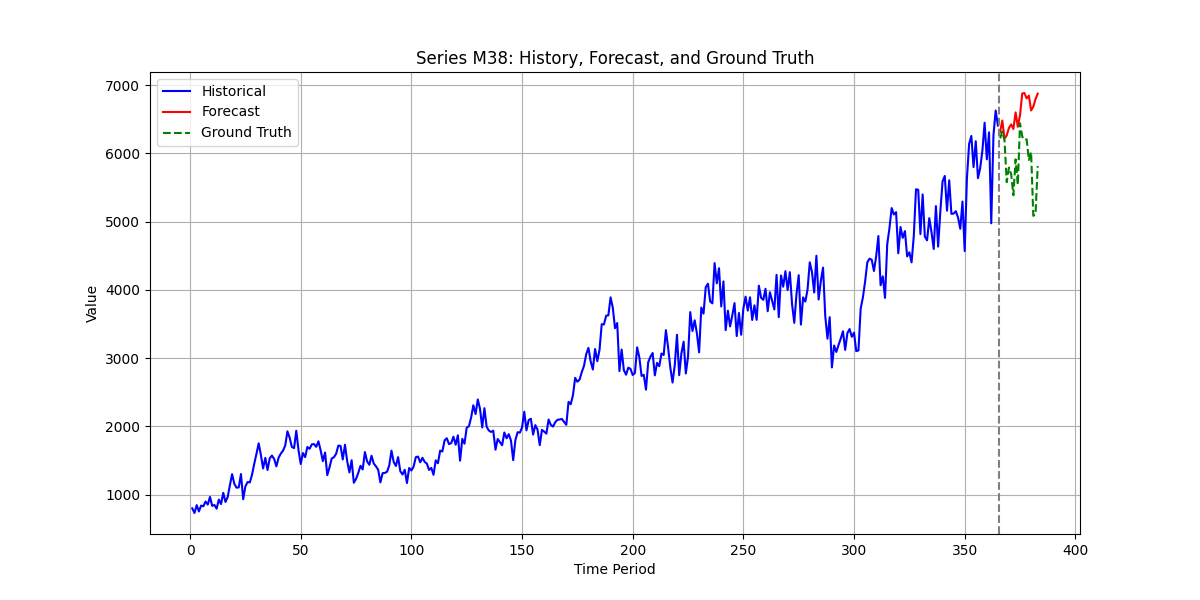 Series M38: History, Forecast, and Ground Truth
Historical
Forecast
Ground Truth
7000
6000
5000
4000
3000
2000
1000
Value
0 50 100 150 200 250 300 350 400
Time Period